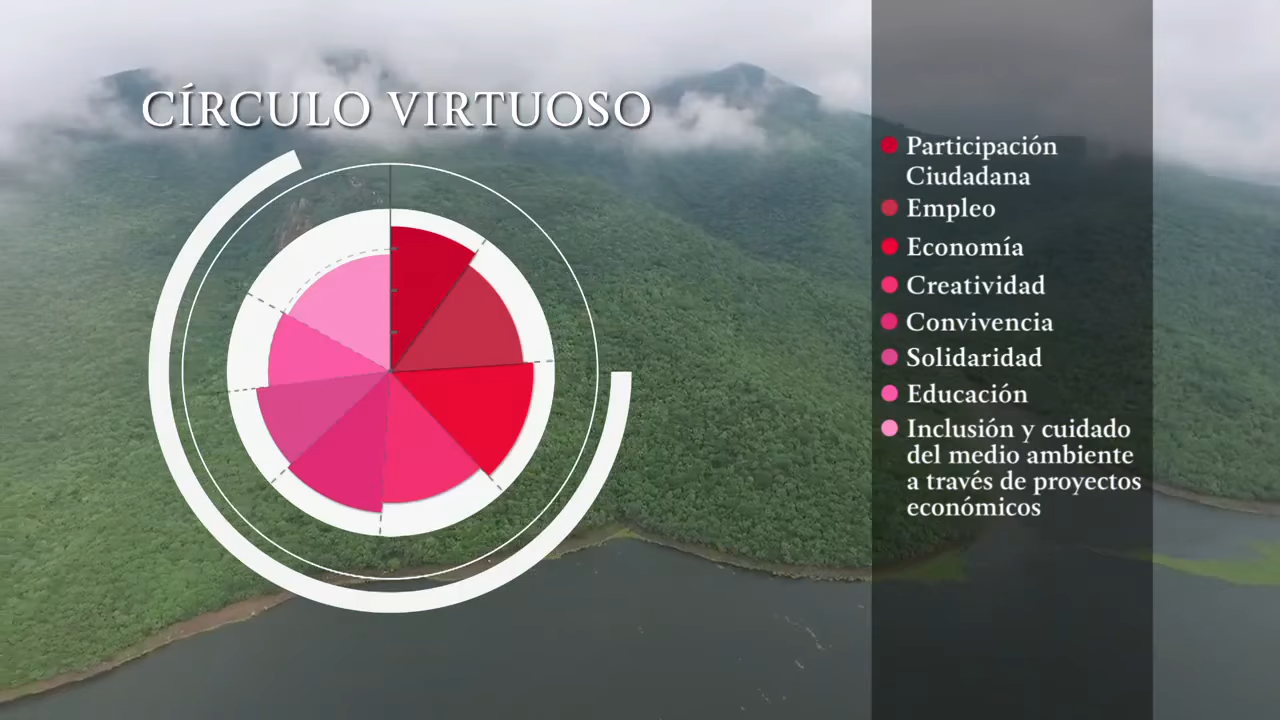 CÍRCULO VIRTUOSO
Participación
Ciudadana
Empleo
Economía
Creatividad
Convivencia
Solidaridad
Educación
Inclusión y cuidado
del medio ambiente
a través de proyectos
económicos